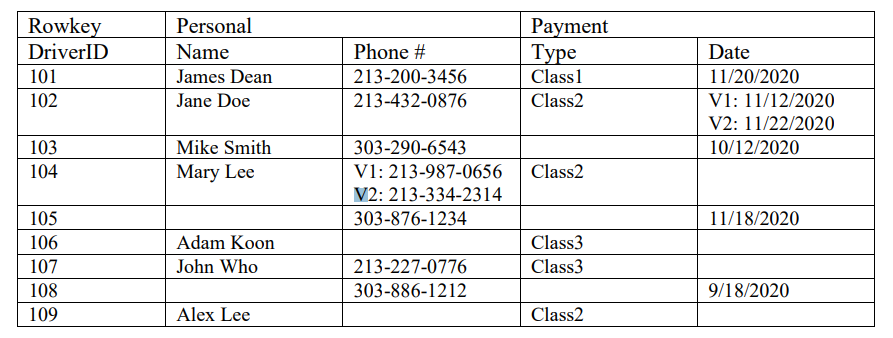 Rowkey Personal Payment
DriverID Name Phone # Type Date
101 James Dean 213-200-3456 Class1 11/20/2020
102 Jane Doe 213-432-0876 Class2 V1: 11/12/2020
V2: 11/22/2020
103 Mike Smith 303-290-6543 10/12/2020
104 Mary Lee V1: 213-987-0656 Class2
V2: 213-334-2314
105 303-876-1234 11/18/2020
106 Adam Koon Class3
107 John Who 213-227-0776 Class3
108 303-886-1212 9/18/2020
109 Alex Lee Class2